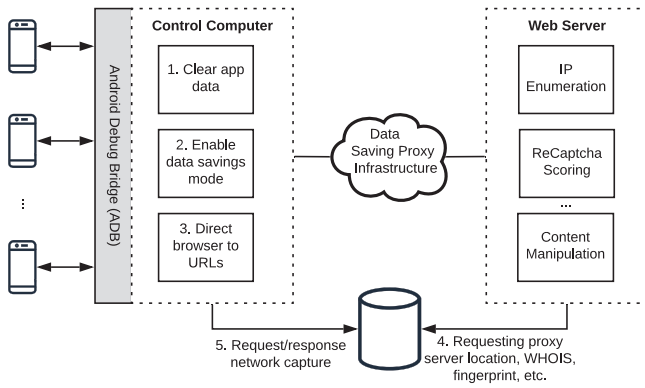 Control Computer
Web Server
Android Debug Bridge (ADB)
1. Clear app
data
2. Enable
data savings
mode
3. Direct
browser to
URLs
...
Data
Saving Proxy
Infrastructure
IP
Enumeration
ReCaptcha
Scoring
...
Content
Manipulation
5. Request/response
network capture
4. Requesting proxy
server location, WHOIS,
fingerprint, etc.